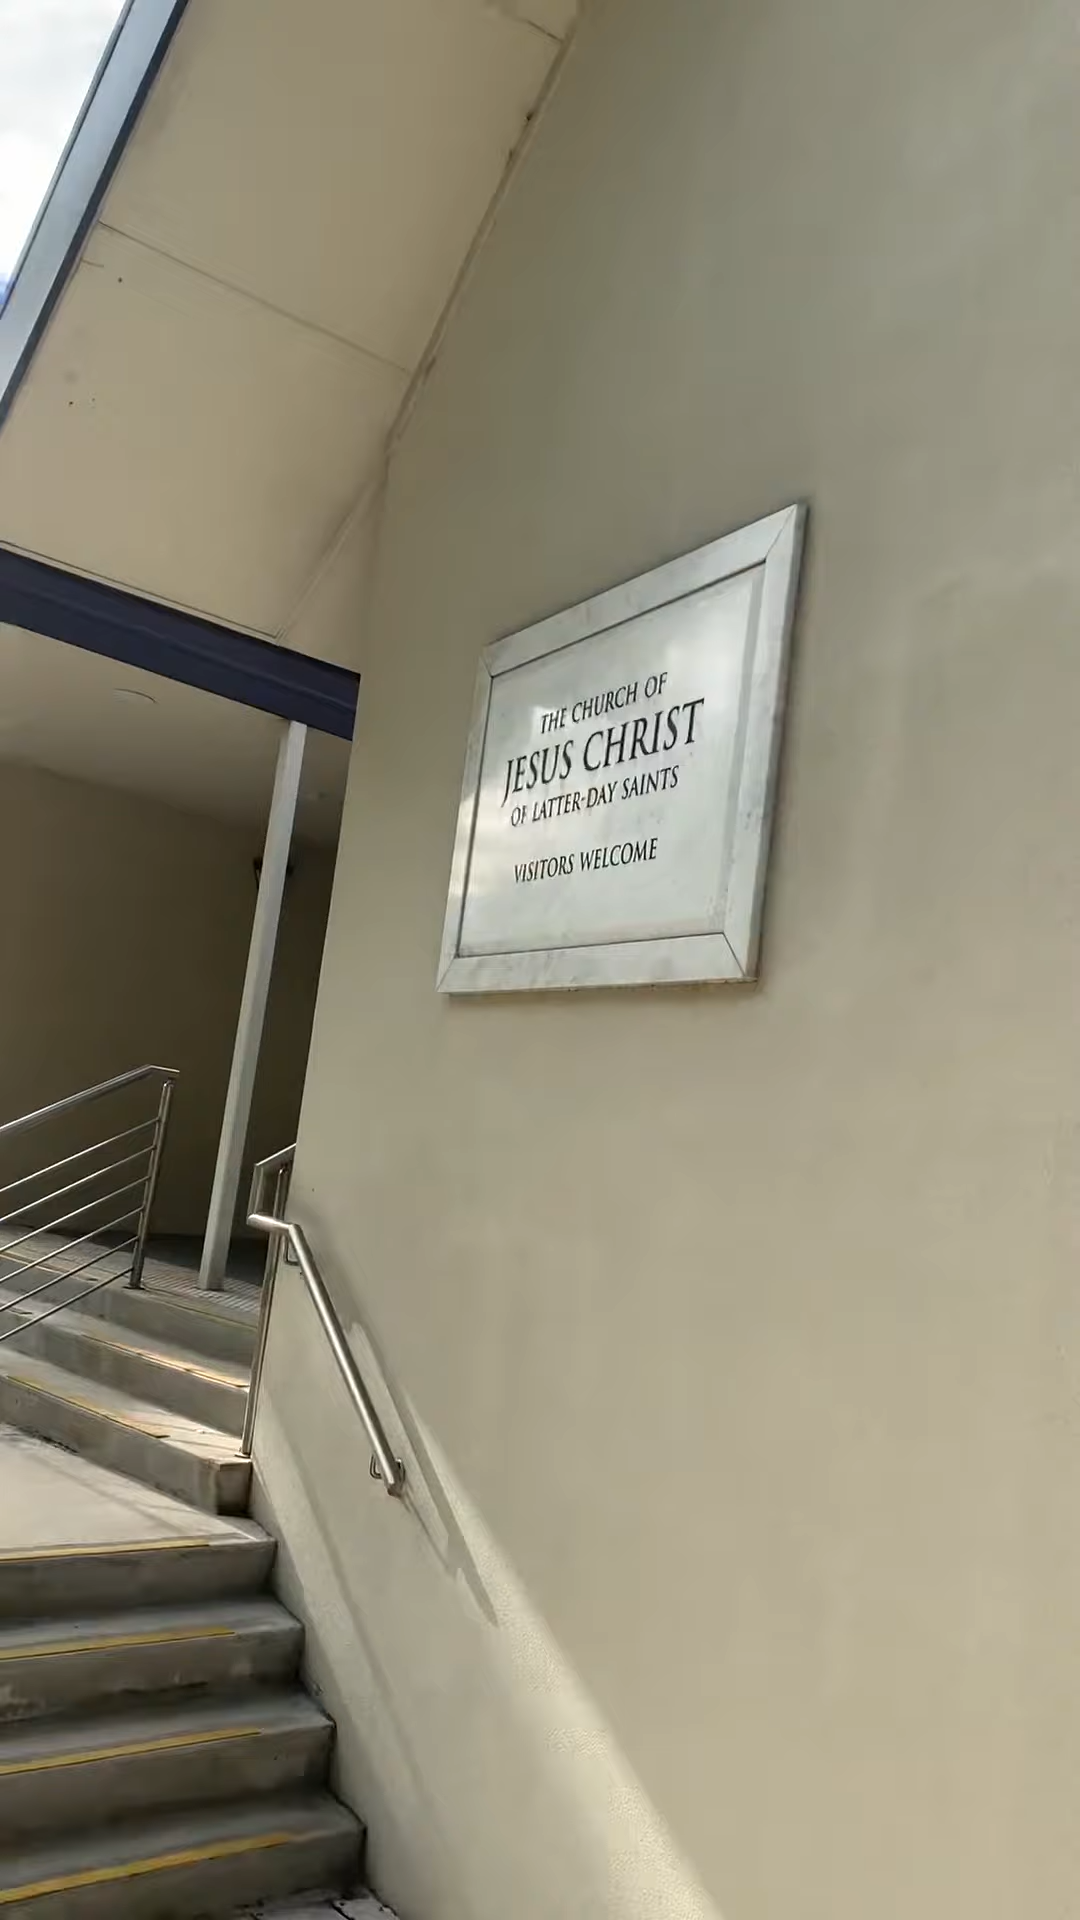 THE CHURCH OF
JESUS CHRIST
OF LATTER-DAY SAINTS
VISITORS WELCOME